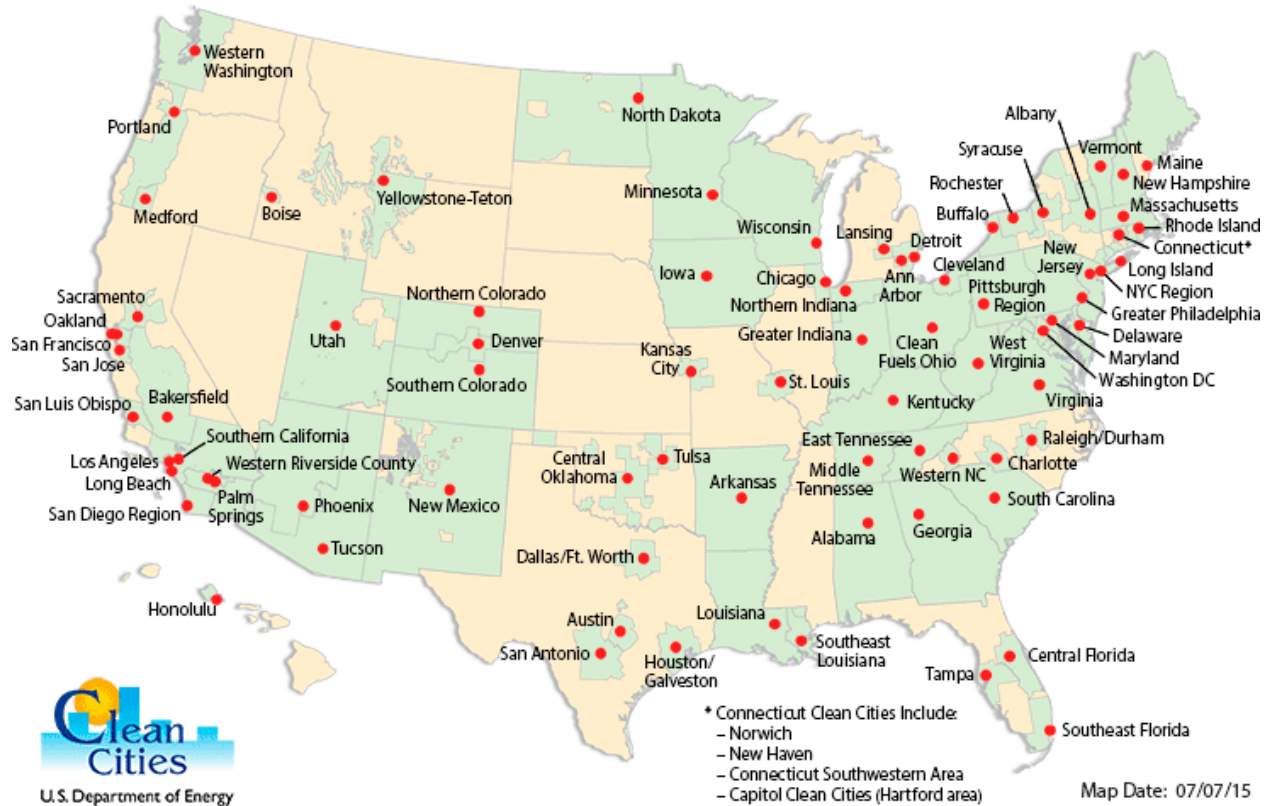 Western
Washington
Portland
Medford
Boise
Yellowstone-Teton
North Dakota
Minnesota
Wisconsin
Iowa
Chicago
Northern Indiana
Lansing
Detroit
Ann
Arbor
Cleveland
Albany
Syracuse
Rochester
Buffalo
Vermont
Maine
New Hampshire
Massachusetts
Rhode Island
Connecticut*
Long Island
NYC Region
New
Jersey
Greater Philadelphia
Delaware
Maryland
Washington DC
Pittsburgh
Region
Greater Indiana
Clean
Fuels Ohio
West
Virginia
Virginia
Kentucky
Sacramento
Oakland
San Francisco
San Jose
San Luis Obispo
Bakersfield
Southern California
Los Angeles
Long Beach
Western Riverside County
Palm
Springs
San Diego Region
Utah
Northern Colorado
Denver
Southern Colorado
Kansas
City
St. Louis
Phoenix
Tucson
New Mexico
Central
Oklahoma
Tulsa
Arkansas
East Tennessee
Middle
Tennessee
Western NC
Raleigh/Durham
Charlotte
South Carolina
Alabama
Georgia
Dallas/Ft. Worth
Austin
San Antonio
Houston/
Galveston
Louisiana
Southeast
Louisiana
Central Florida
Tampa
Southeast Florida
Honolulu
Clean
Cities
U.S. Department of Energy
* Connecticut Clean Cities Include:
– Norwich
– New Haven
– Connecticut Southwestern Area
– Capitol Clean Cities (Hartford area)
Map Date: 07/07/15